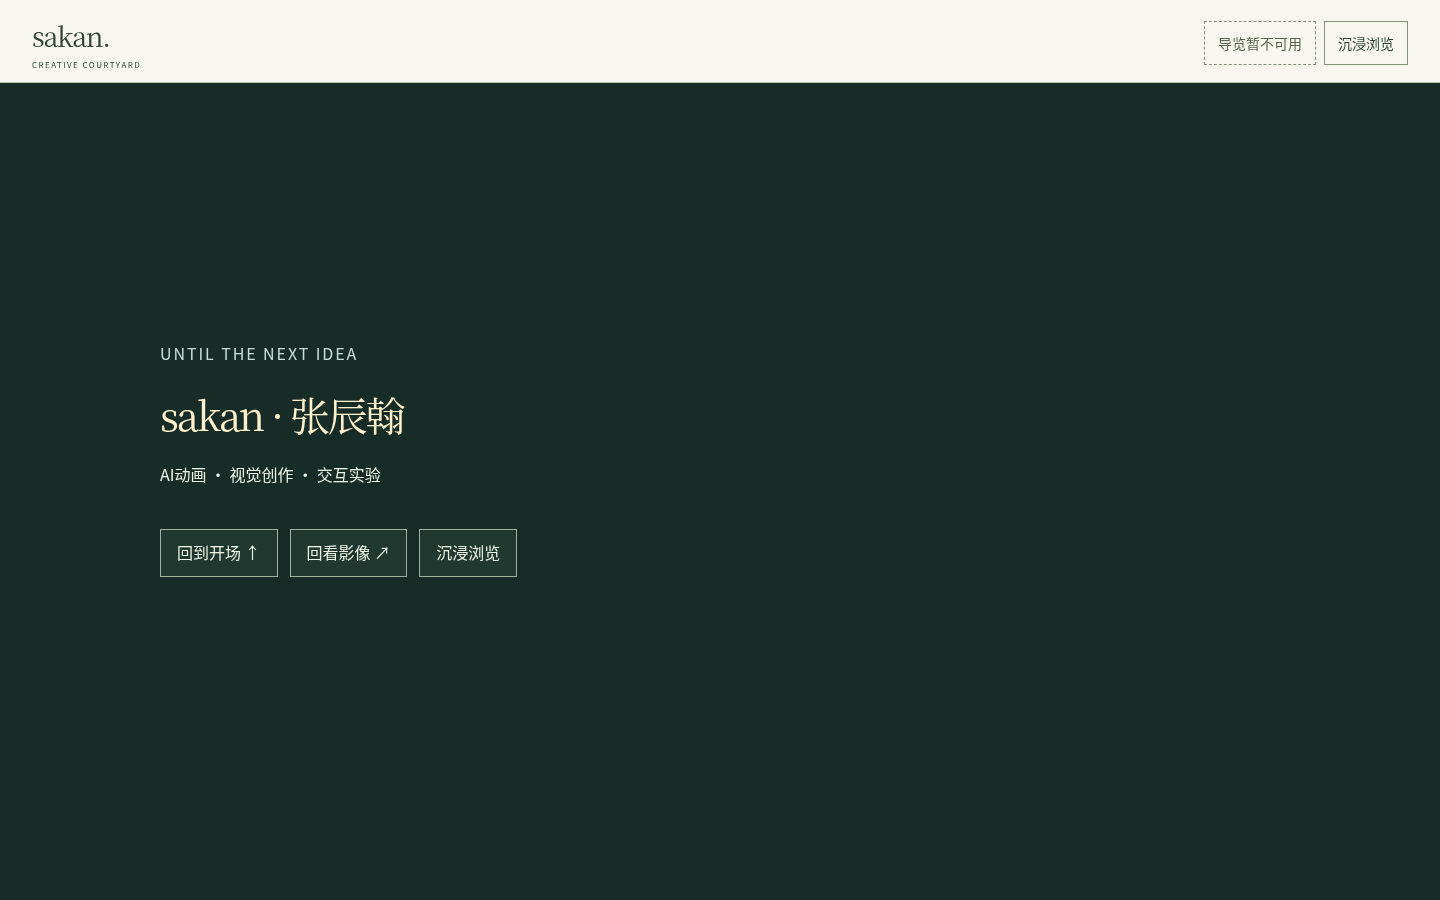 sakan.
CREATIVE COURTYARD
导览暂不可用
沉浸浏览
UNTIL THE NEXT IDEA
sakan · 张辰翰
AI动画 · 视觉创作 · 交互实验
回到开场 ↑
回看影像 ↗
沉浸浏览